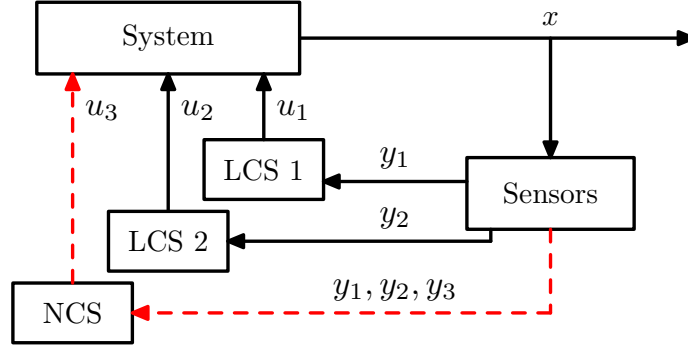 x
System
u₃
u₂
u₁
LCS 1
y₁
Sensors
LCS 2
y₂
NCS
y₁, y₂, y₃